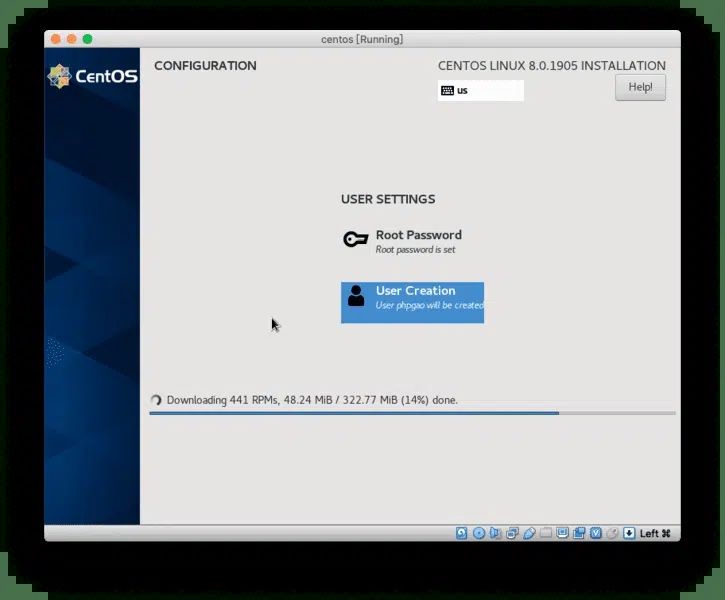 centos [Running]
CentOS
CONFIGURATION
CENTOS LINUX 8.0.1905 INSTALLATION
us
Help!
USER SETTINGS
Root Password
Root password is set
User Creation
User phpgao will be created
Downloading 441 RPMs, 48.24 MiB / 322.77 MiB (14%) done.
Left ⌘